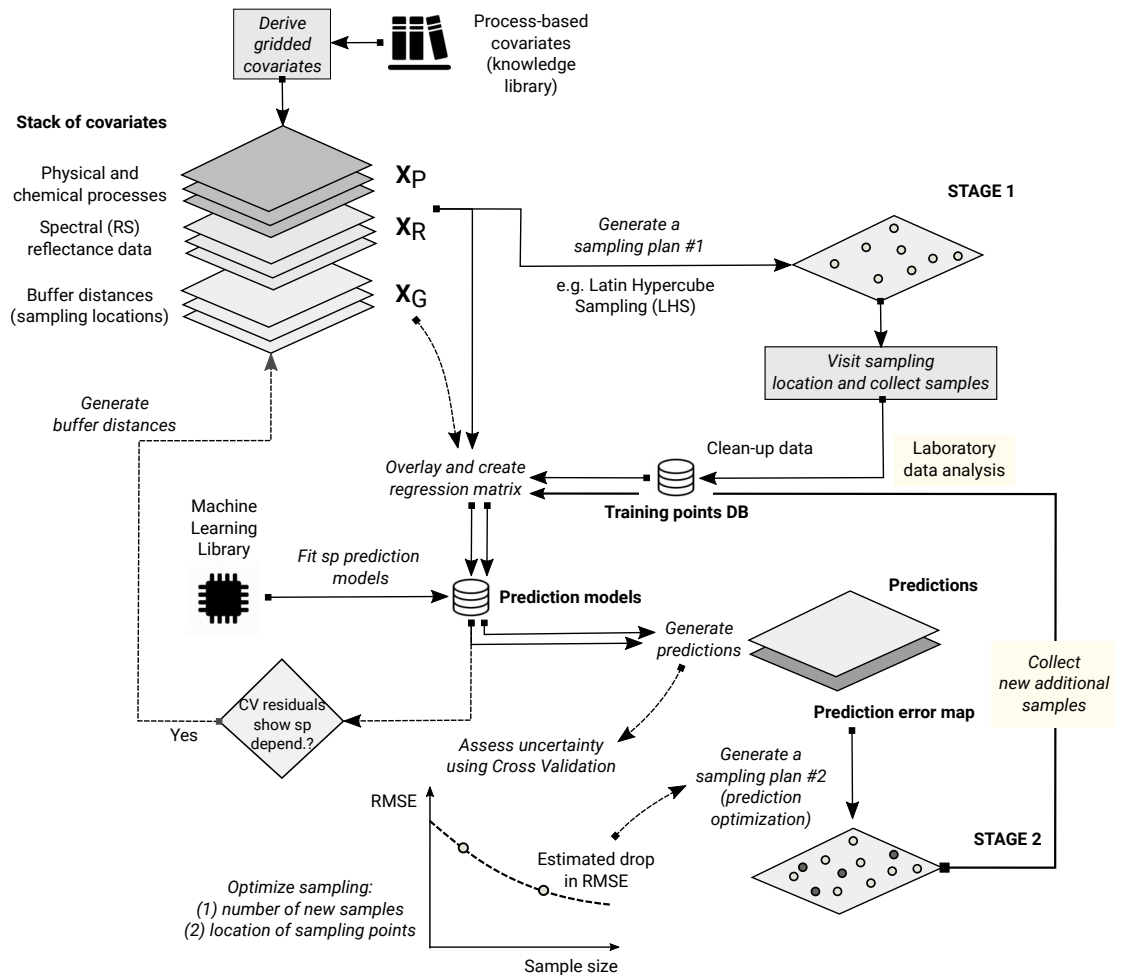 Derive
gridded
covariates
Process-based
covariates
(knowledge
library)
Stack of covariates
Physical and
chemical processes
XP
Spectral (RS)
reflectance data
XR
Buffer distances
(sampling locations)
XG
Generate a
sampling plan #1
e.g. Latin Hypercube
Sampling (LHS)
STAGE 1
Visit sampling
location and collect samples
Generate
buffer distances
Clean-up data
Laboratory
data analysis
Overlay and create
regression matrix
Training points DB
Machine
Learning
Library
Fit sp prediction
models
Prediction models
Generate
predictions
Predictions
Prediction error map
Collect
new additional
samples
CV residuals
show sp
depend.?
Yes
Assess uncertainty
using Cross Validation
Generate a
sampling plan #2
(prediction
optimization)
STAGE 2
RMSE
Estimated drop
in RMSE
Optimize sampling:
(1) number of new samples
(2) location of sampling points
Sample size